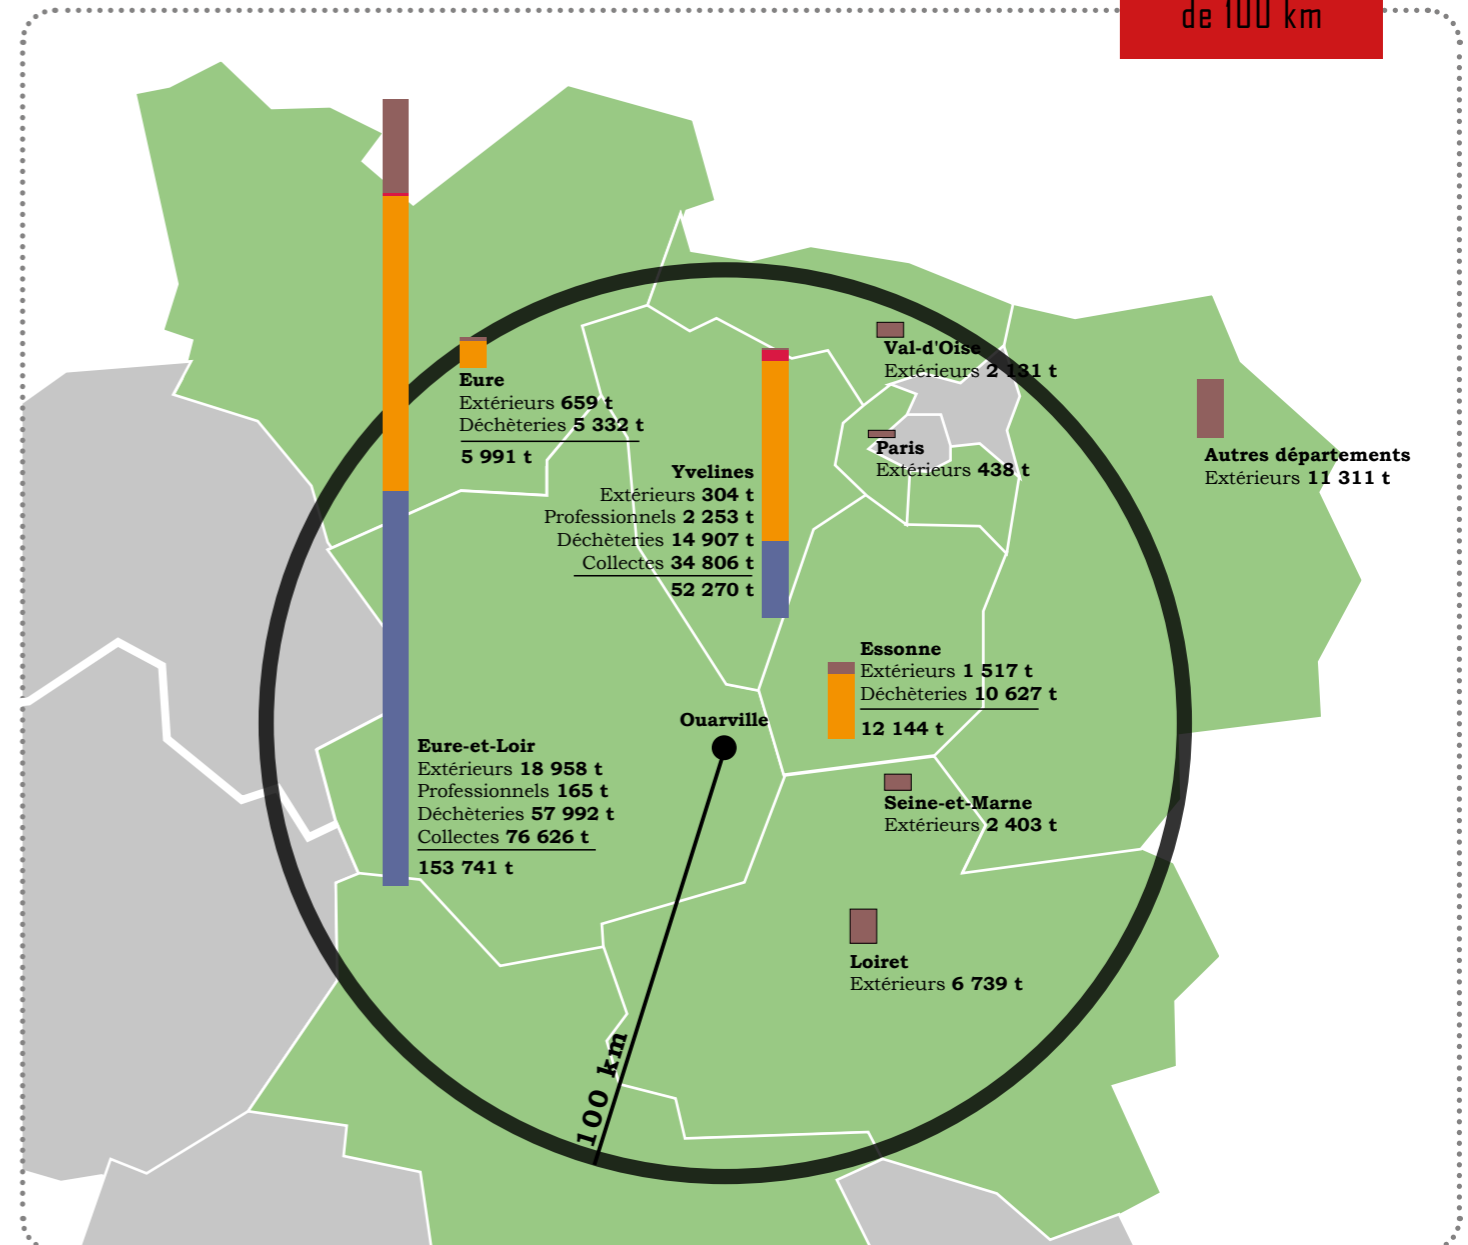 de 100 km
Val-d'Oise
Extérieurs 2 131 t
Eure
Extérieurs 659 t
Déchèteries 5 332 t
5 991 t
Paris
Extérieurs 438 t
Autres départements
Extérieurs 11 311 t
Yvelines
Extérieurs 304 t
Professionnels 2 253 t
Déchèteries 14 907 t
Collectes 34 806 t
52 270 t
Essonne
Extérieurs 1 517 t
Déchèteries 10 627 t
12 144 t
Ouarville
Eure-et-Loir
Extérieurs 18 958 t
Professionnels 165 t
Déchèteries 57 992 t
Collectes 76 626 t
153 741 t
Seine-et-Marne
Extérieurs 2 403 t
Loiret
Extérieurs 6 739 t
100 km